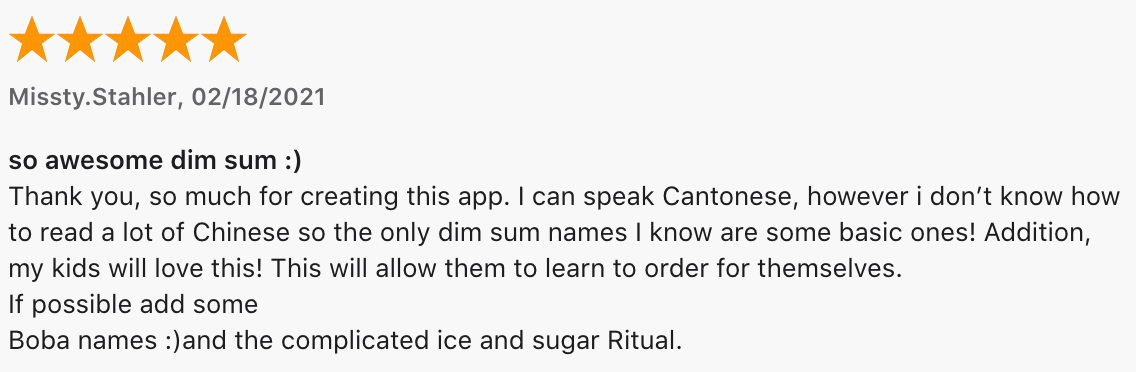 Missty.Stahler, 02/18/2021
so awesome dim sum :)
Thank you, so much for creating this app. I can speak Cantonese, however i don’t know how
to read a lot of Chinese so the only dim sum names I know are some basic ones! Addition,
my kids will love this! This will allow them to learn to order for themselves.
If possible add some
Boba names :)and the complicated ice and sugar Ritual.